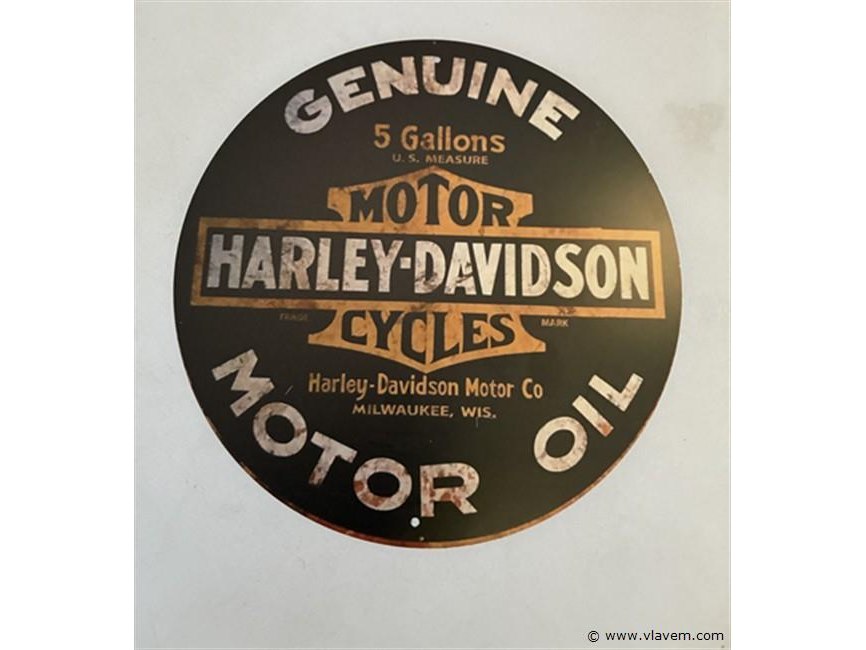 GENUINE
5 Gallons
U. S. MEASURE
MOTOR
HARLEY-DAVIDSON
TRADE MARK
CYCLES
Harley-Davidson Motor Co
MILWAUKEE, WIS.
MOTOR OIL
© www.vlavem.com